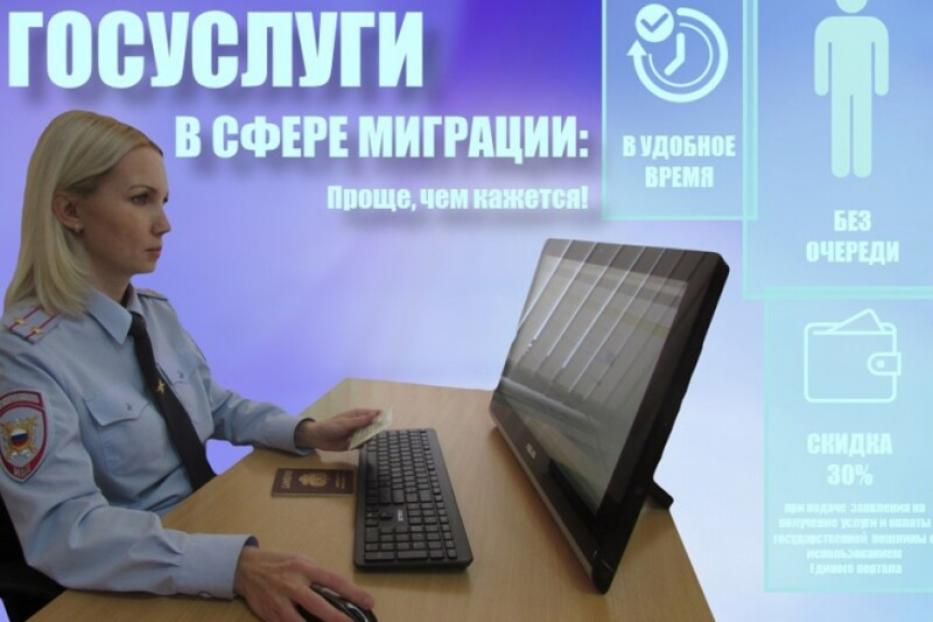 ГОСУСЛУГИ
В СФЕРЕ МИГРАЦИИ:
Проще, чем кажется!
В УДОБНОЕ
ВРЕМЯ
БЕЗ
ОЧЕРЕДИ
СКИДКА
30%
при подаче заявления на
получение услуги и оплаты
государственной пошлины с
использованием
Единого портала